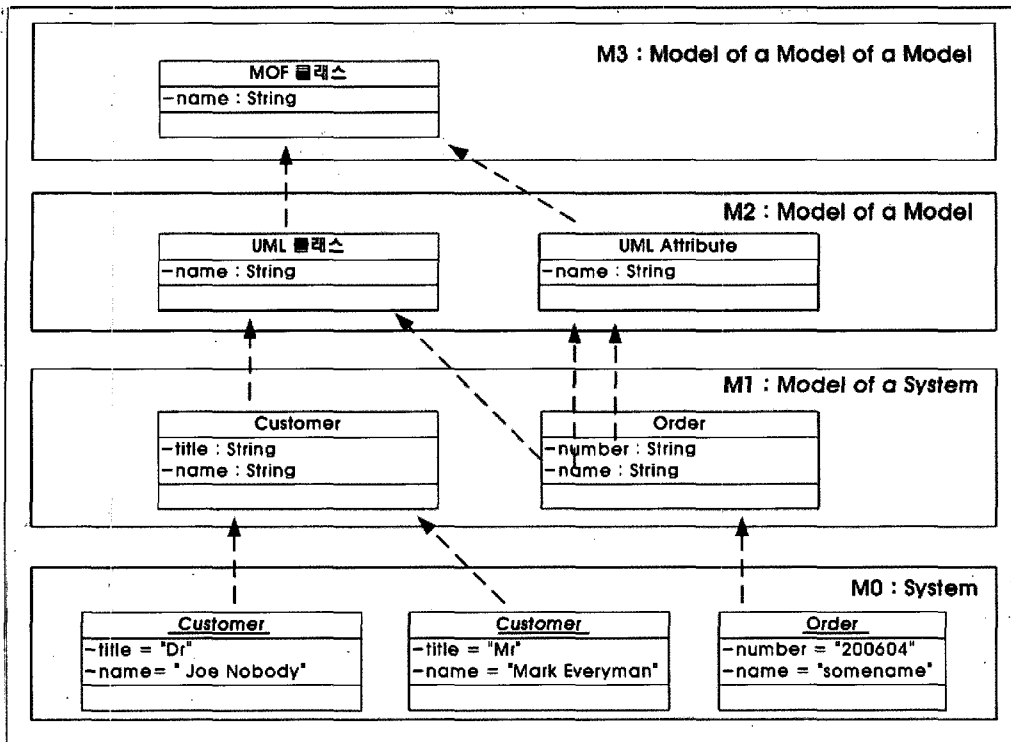 M3 : Model of a Model of a Model
MOF 클래스
-name : String
M2 : Model of a Model
UML 클래스
-name : String
UML Attribute
-name : String
M1 : Model of a System
Customer
-title : String
-name : String
Order
-number : String
-name : String
M0 : System
Customer
-title = "Dr"
-name= " Joe Nobody"
Customer
-title = "Mr"
-name = "Mark Everyman"
Order
-number = "200604"
-name = "somename"